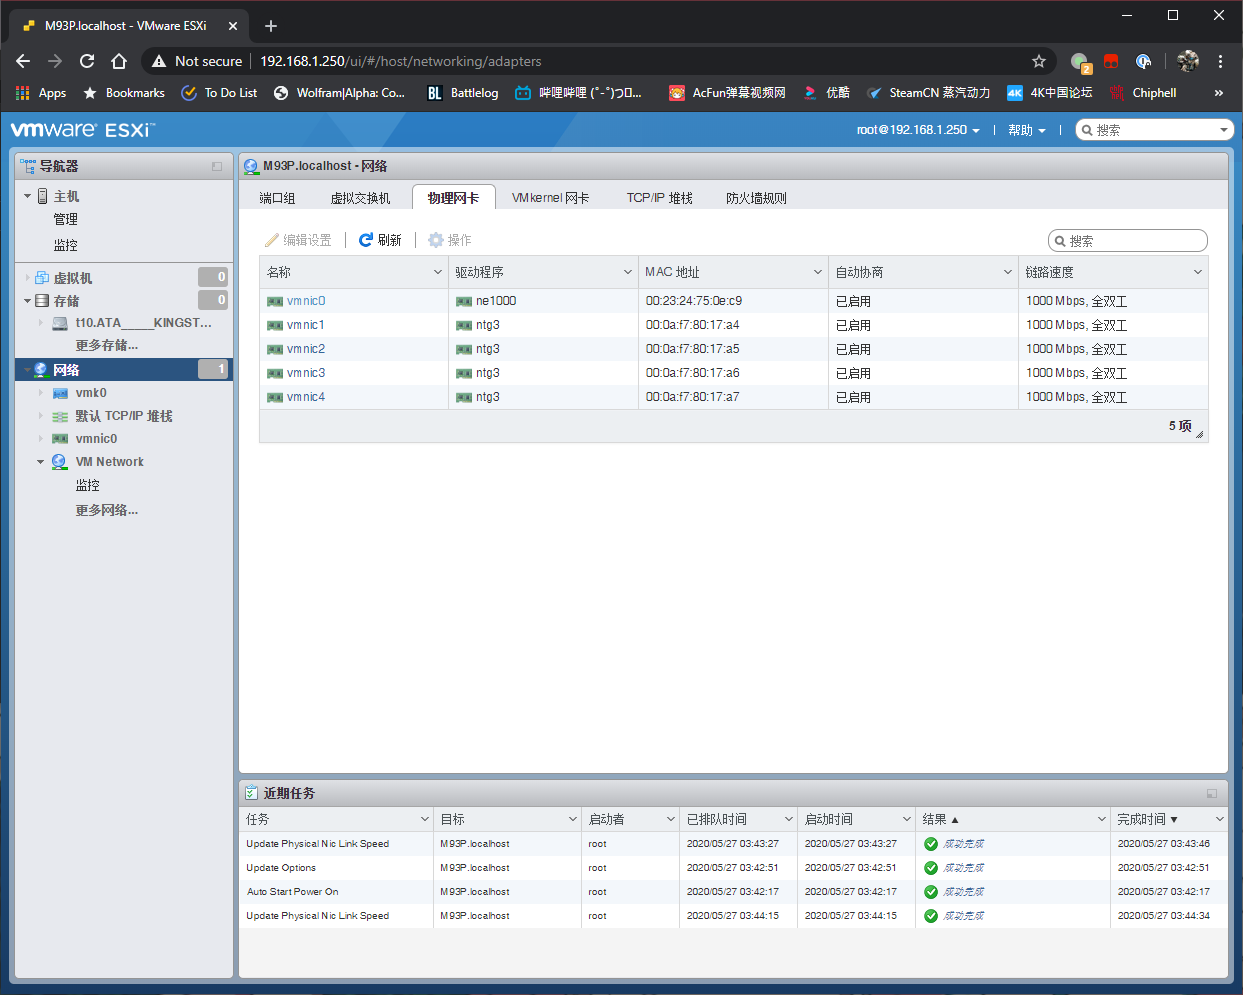 M93P.localhost - VMware ESXi
Not secure
192.168.1.250/ui/#/host/networking/adapters
2
Apps
Bookmarks
To Do List
Wolfram|Alpha: Co...
BL Battlelog
哔哩哔哩 (゜-゜)つロ...
AcFun弹幕视频网
优酷
SteamCN 蒸汽动力
4K 4K中国论坛
Chiphell
»
vmware ESXi™
root@192.168.1.250
帮助
搜索
导航器
主机
管理
监控
虚拟机 0
存储 0
t10.ATA_____KINGST...
更多存储...
网络 1
vmk0
默认 TCP/IP 堆栈
vmnic0
VM Network
监控
更多网络...
M93P.localhost - 网络
端口组 虚拟交换机 物理网卡 VMkernel 网卡 TCP/IP 堆栈 防火墙规则
编辑设置 刷新 操作 搜索
名称 驱动程序 MAC 地址 自动协商 链路速度
vmnic0 ne1000 00:23:24:75:0e:c9 已启用 1000 Mbps, 全双工
vmnic1 ntg3 00:0a:f7:80:17:a4 已启用 1000 Mbps, 全双工
vmnic2 ntg3 00:0a:f7:80:17:a5 已启用 1000 Mbps, 全双工
vmnic3 ntg3 00:0a:f7:80:17:a6 已启用 1000 Mbps, 全双工
vmnic4 ntg3 00:0a:f7:80:17:a7 已启用 1000 Mbps, 全双工
5 项
近期任务
任务 目标 启动者 已排队时间 启动时间 结果 ▲ 完成时间 ▼
Update Physical Nic Link Speed M93P.localhost root 2020/05/27 03:43:27 2020/05/27 03:43:27 成功完成 2020/05/27 03:43:46
Update Options M93P.localhost root 2020/05/27 03:42:51 2020/05/27 03:42:51 成功完成 2020/05/27 03:42:51
Auto Start Power On M93P.localhost root 2020/05/27 03:42:17 2020/05/27 03:42:17 成功完成 2020/05/27 03:42:17
Update Physical Nic Link Speed M93P.localhost root 2020/05/27 03:44:15 2020/05/27 03:44:15 成功完成 2020/05/27 03:44:34